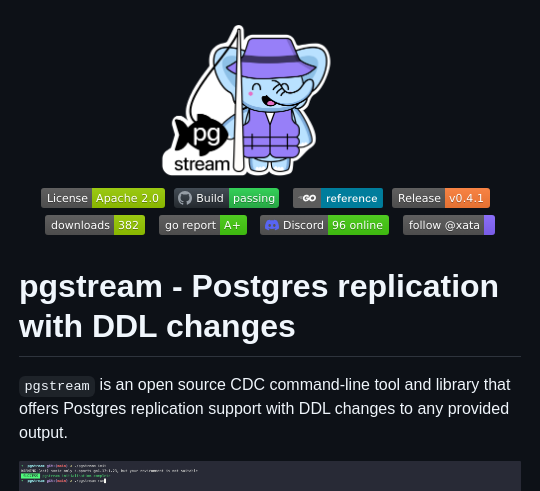 pg
stream
License Apache 2.0 Build passing GO reference Release v0.4.1
downloads 382 go report A+ Discord 96 online follow @xata
pgstream - Postgres replication
with DDL changes
pgstream is an open source CDC command-line tool and library that
offers Postgres replication support with DDL changes to any provided
output.